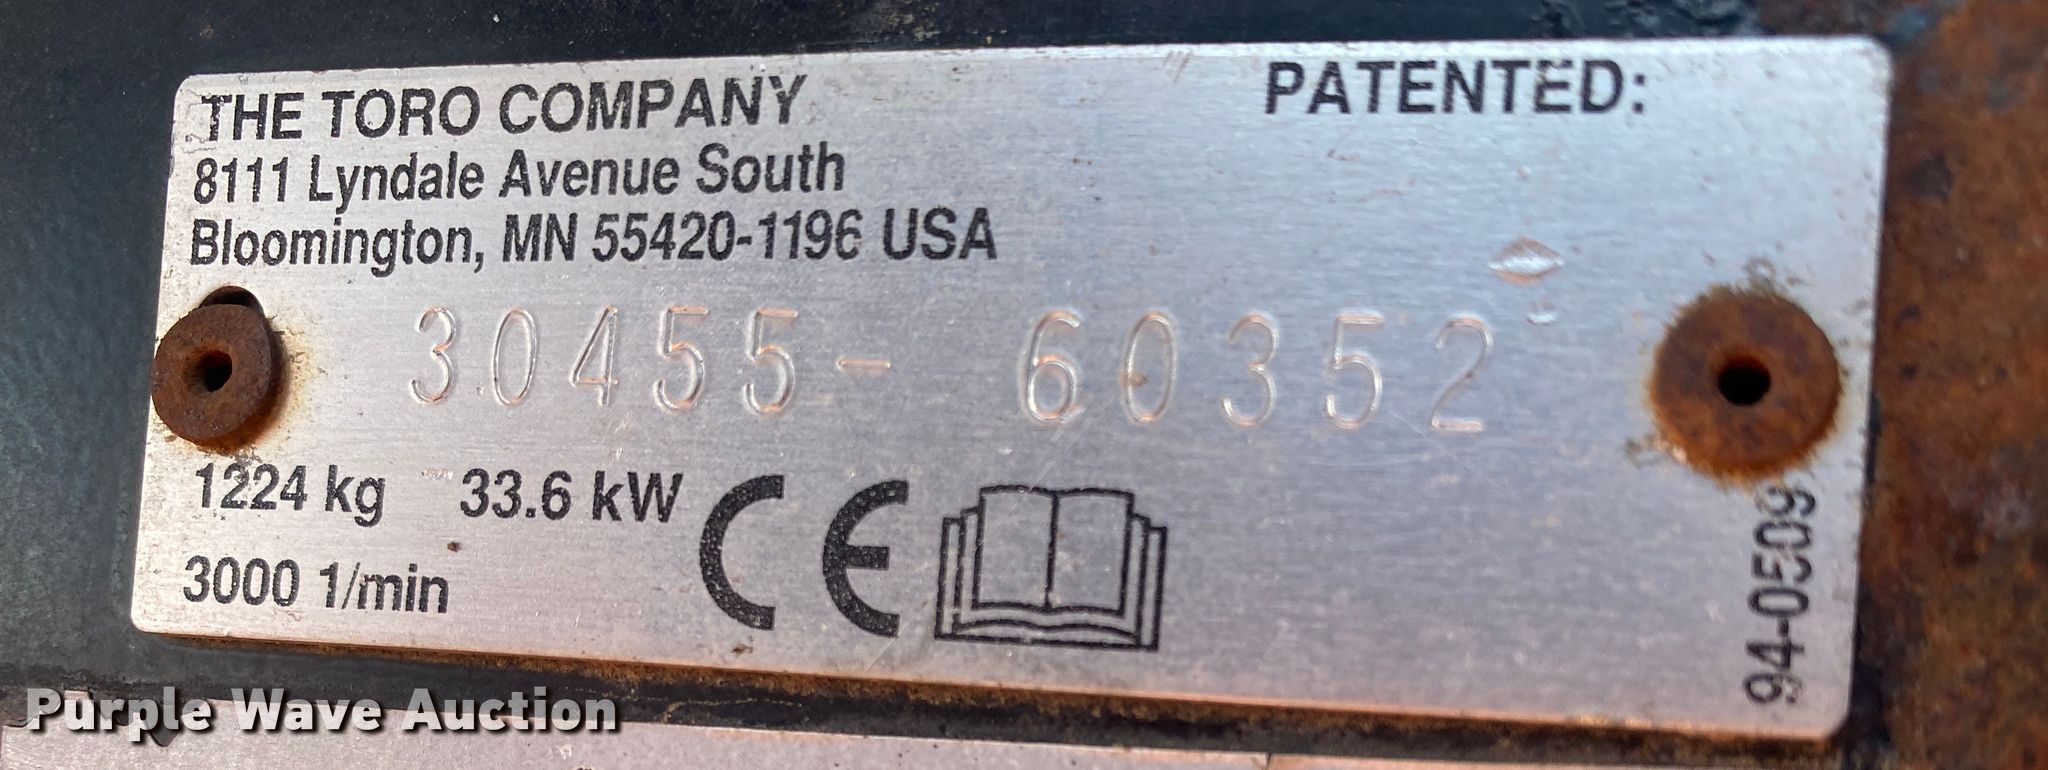 THE TORO COMPANY
8111 Lyndale Avenue South
Bloomington, MN 55420-1196 USA
PATENTED:
30455- 60352
1224 kg 33.6 kW
3000 1/min
CE
94-0509
Purple Wave Auction